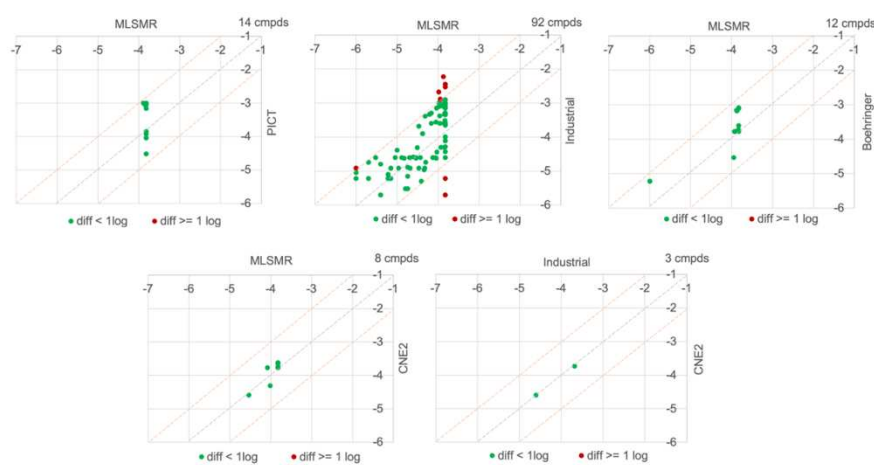 MLSMR 14 cmpds
-7 -6 -5 -4 -3 -2 -1
-1
-2
-3
-4
-5
-6
PICT
diff < 1log diff >= 1 log
MLSMR 92 cmpds
-7 -6 -5 -4 -3 -2 -1
-1
-2
-3
-4
-5
-6
Industrial
diff < 1log diff >= 1 log
MLSMR 12 cmpds
-7 -6 -5 -4 -3 -2 -1
-1
-2
-3
-4
-5
-6
Boehringer
diff < 1log diff >= 1 log
MLSMR 8 cmpds
-7 -6 -5 -4 -3 -2 -1
-1
-2
-3
-4
-5
-6
CNE2
diff < 1log diff >= 1 log
Industrial 3 cmpds
-7 -6 -5 -4 -3 -2 -1
-1
-2
-3
-4
-5
-6
CNE2
diff < 1log diff >= 1 log